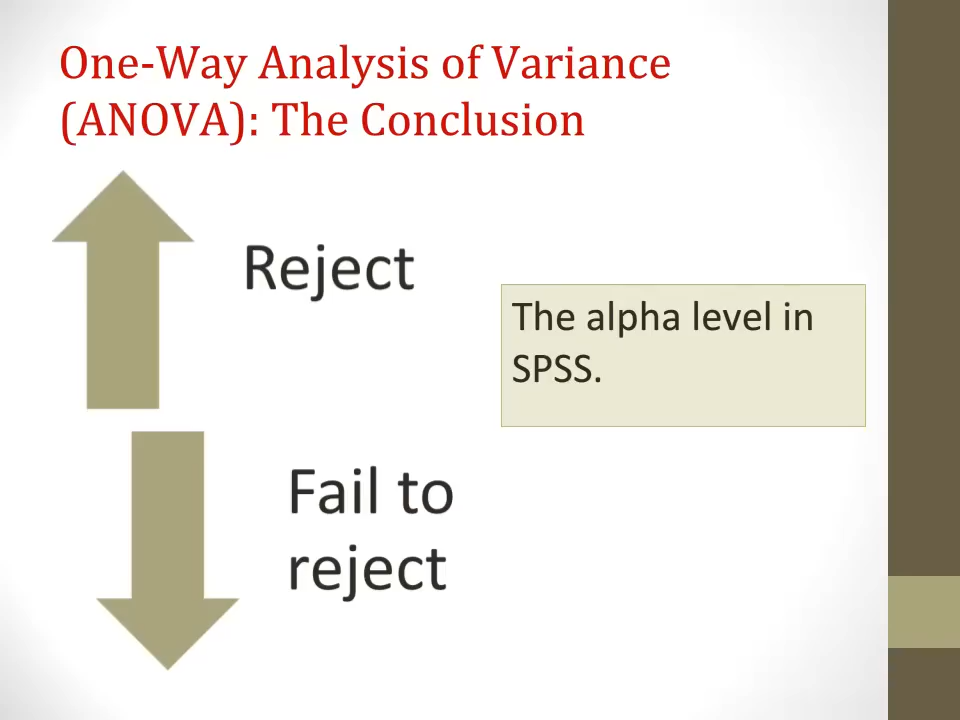 One-Way Analysis of Variance
(ANOVA): The Conclusion
Reject
The alpha level in
SPSS.
Fail to
reject